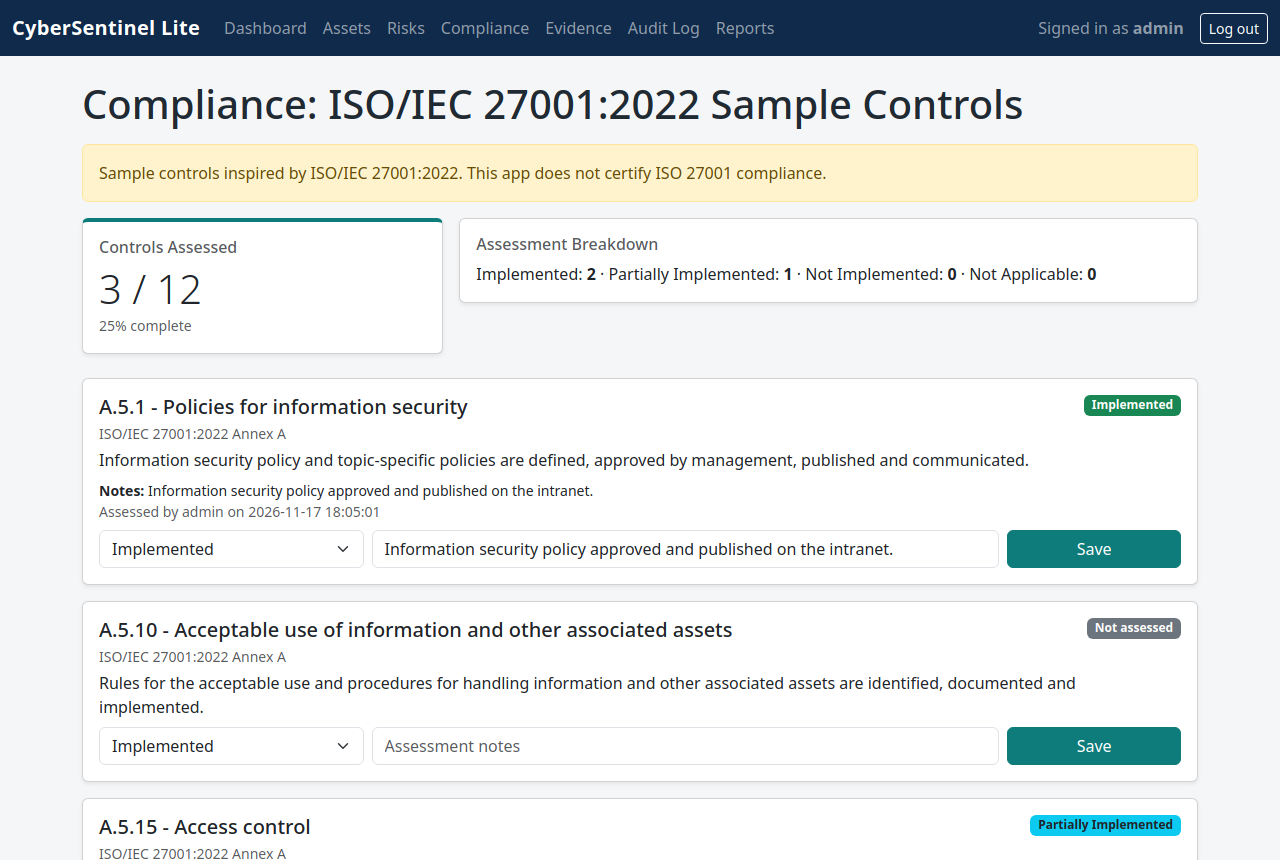 CyberSentinel Lite Dashboard Assets Risks Compliance Evidence Audit Log Reports Signed in as admin Log out
Compliance: ISO/IEC 27001:2022 Sample Controls
Sample controls inspired by ISO/IEC 27001:2022. This app does not certify ISO 27001 compliance.
Controls Assessed
3 / 12
25% complete
Assessment Breakdown
Implemented: 2 · Partially Implemented: 1 · Not Implemented: 0 · Not Applicable: 0
A.5.1 - Policies for information security Implemented
ISO/IEC 27001:2022 Annex A
Information security policy and topic-specific policies are defined, approved by management, published and communicated.
Notes: Information security policy approved and published on the intranet.
Assessed by admin on 2026-11-17 18:05:01
Implemented Information security policy approved and published on the intranet. Save
A.5.10 - Acceptable use of information and other associated assets Not assessed
ISO/IEC 27001:2022 Annex A
Rules for the acceptable use and procedures for handling information and other associated assets are identified, documented and
implemented.
Implemented Assessment notes Save
A.5.15 - Access control Partially Implemented
ISO/IEC 27001:2022 Annex A